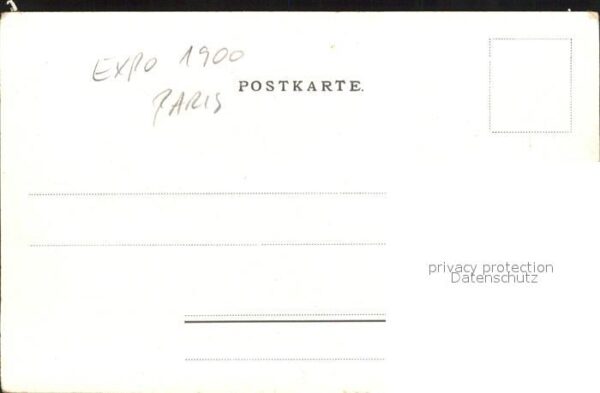 EXPO 1900
PARIS
POSTKARTE.
privacy protection
Datenschutz